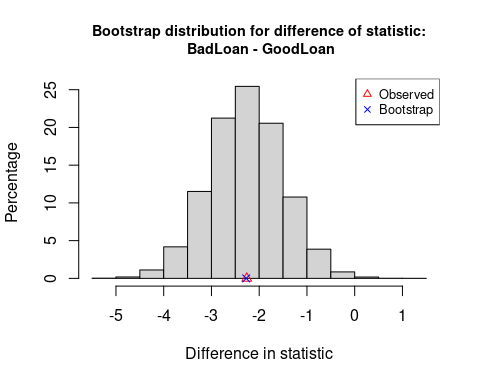 Bootstrap distribution for difference of statistic:
BadLoan - GoodLoan
Observed
Bootstrap
Percentage
25
20
15
10
5
0
-5 -4 -3 -2 -1 0 1
Difference in statistic